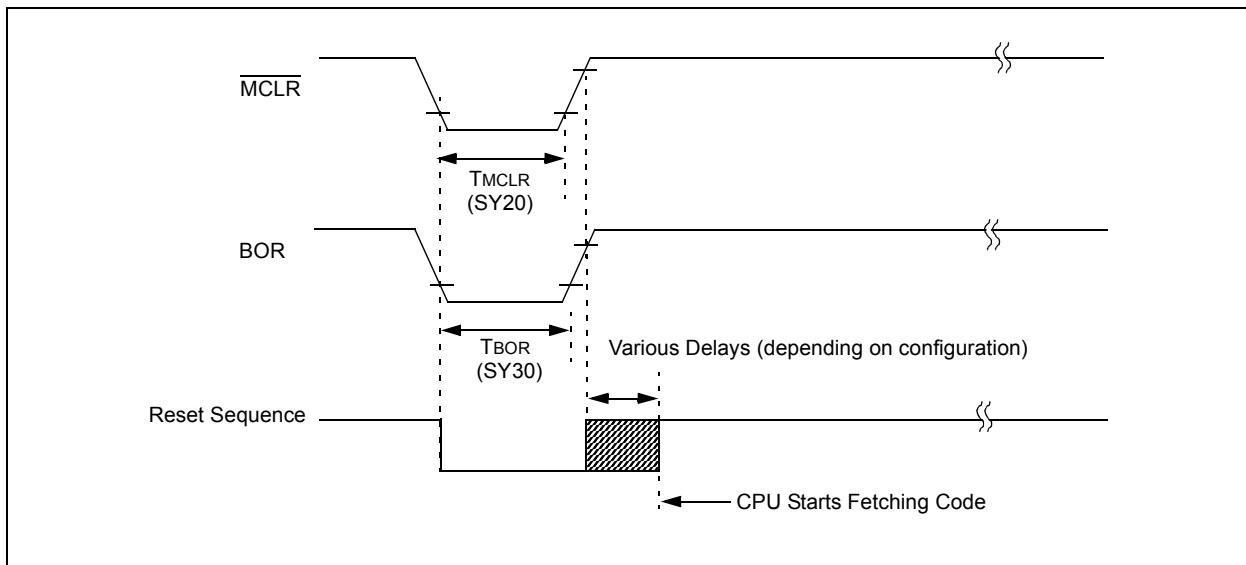 MCLR
TMCLR
(SY20)
BOR
TBOR
(SY30)
Various Delays (depending on configuration)
Reset Sequence
CPU Starts Fetching Code